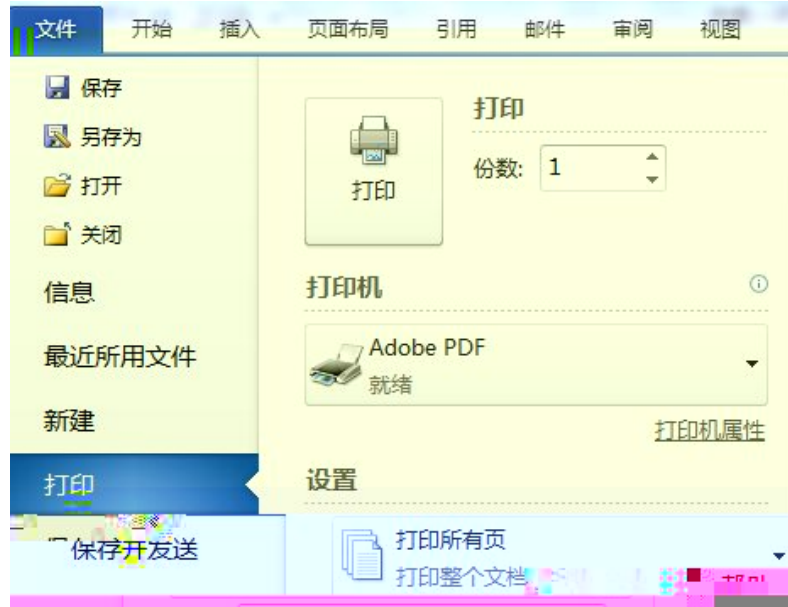 文件 开始 插入 页面布局 引用 邮件 审阅 视图
保存
另存为
打开
关闭
信息
最近所用文件
新建
打印
保存开发送
打印
打印
份数: 1
打印机
Adobe PDF
就绪
打印机属性
设置
打印所有页
打印整个文档